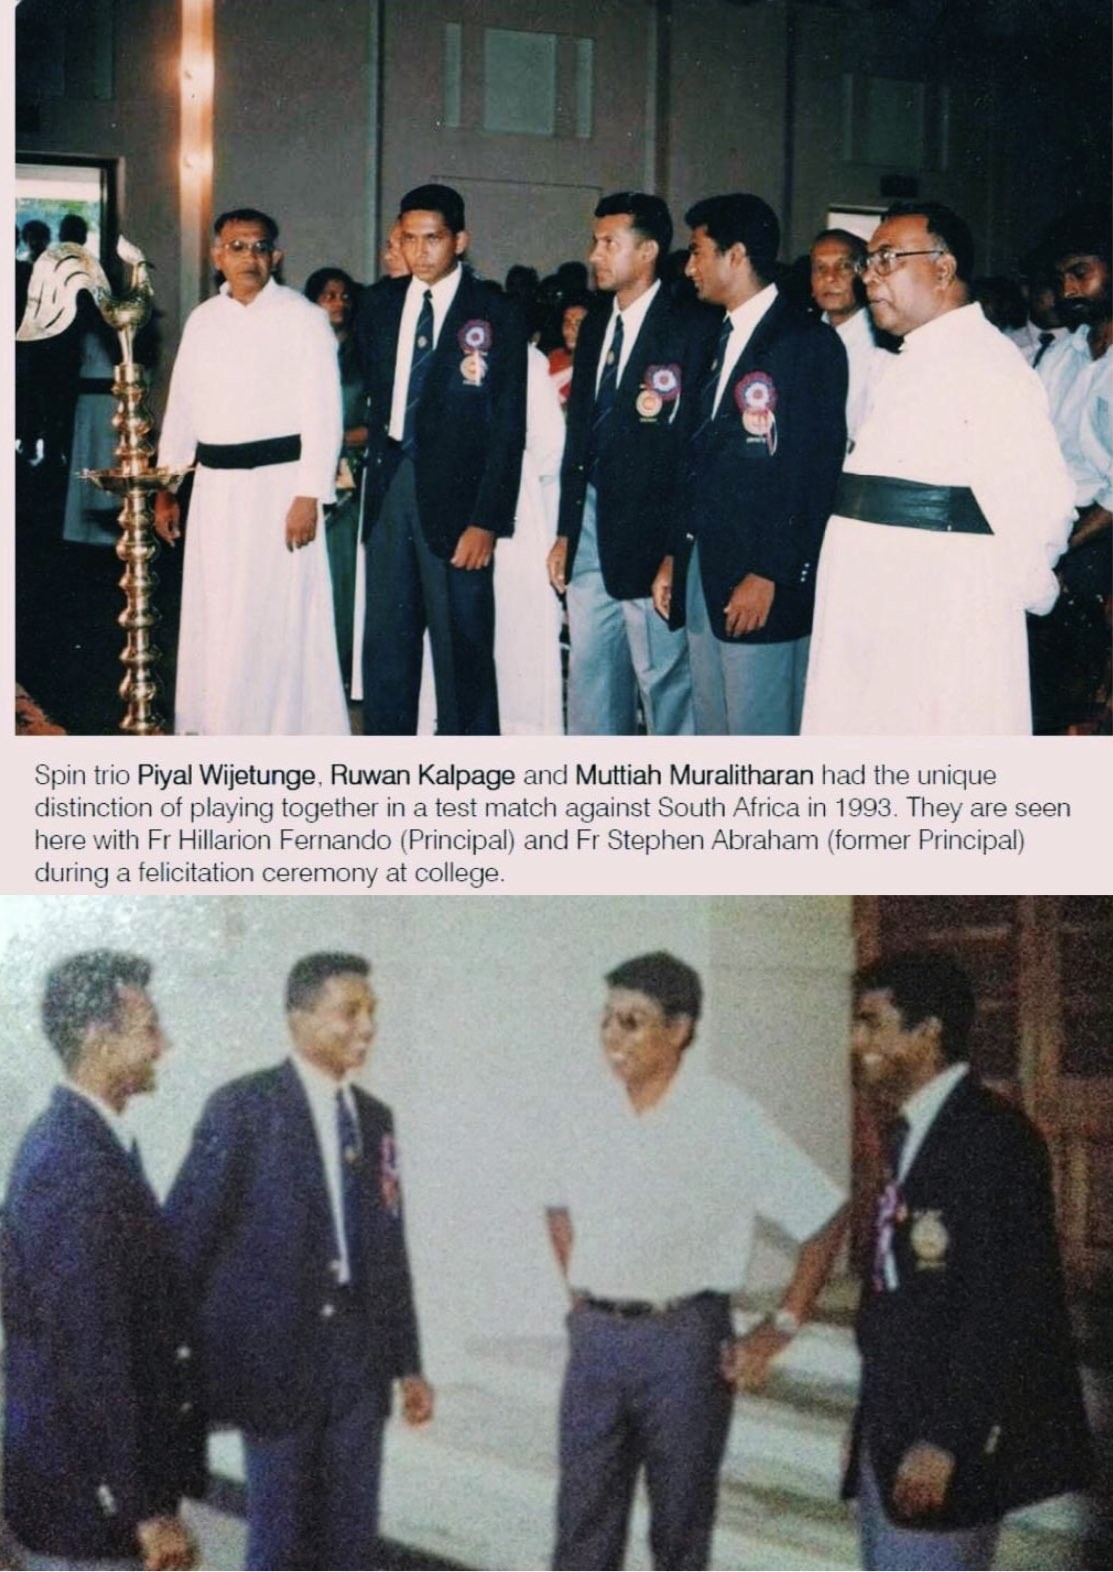 Spin trio Piyal Wijetunge, Ruwan Kalpage and Muttiah Muralitharan had the unique
distinction of playing together in a test match against South Africa in 1993. They are seen
here with Fr Hillarion Fernando (Principal) and Fr Stephen Abraham (former Principal)
during a felicitation ceremony at college.